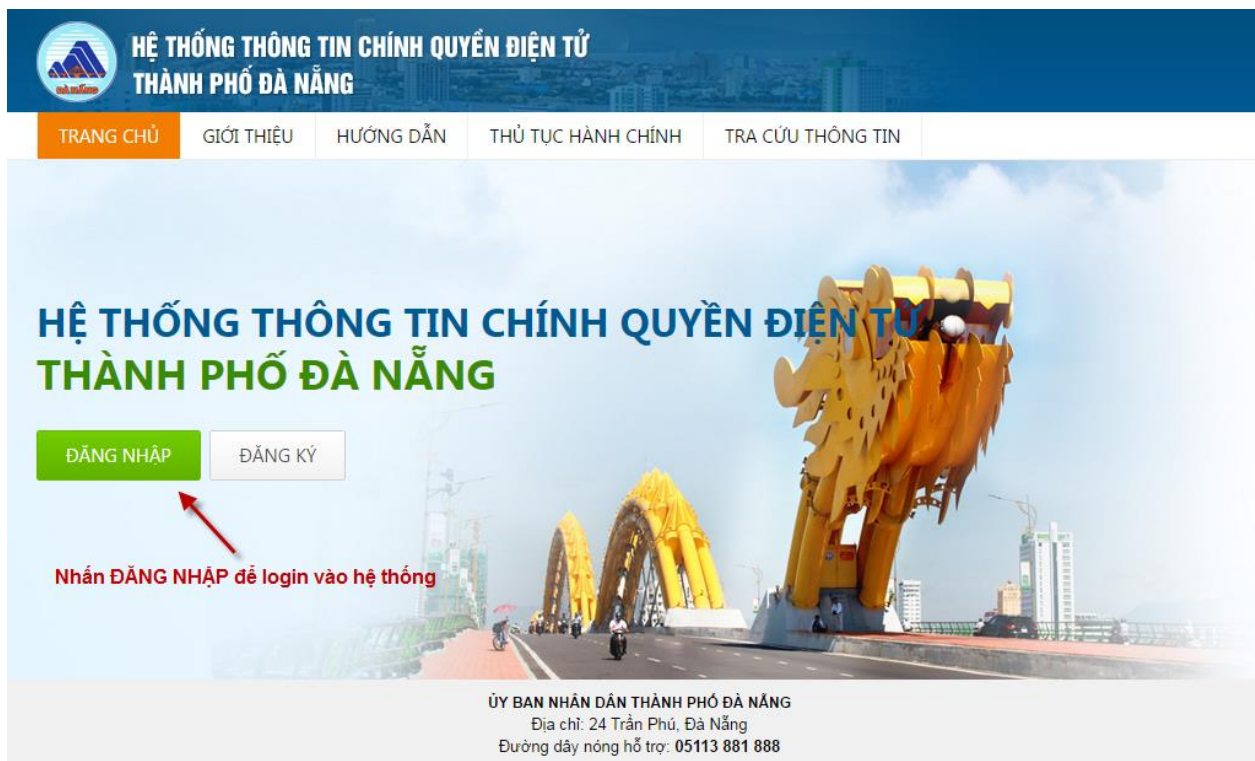 HỆ THỐNG THÔNG TIN CHÍNH QUYỀN ĐIỆN TỬ
THÀNH PHỐ ĐÀ NẴNG
ĐÀ NẴNG
TRANG CHỦ GIỚI THIỆU HƯỚNG DẪN THỦ TỤC HÀNH CHÍNH TRA CỨU THÔNG TIN
HỆ THỐNG THÔNG TIN CHÍNH QUYỀN ĐIỆN TỬ
THÀNH PHỐ ĐÀ NẴNG
ĐĂNG NHẬP ĐĂNG KÝ
Nhấn ĐĂNG NHẬP để login vào hệ thống
ỦY BAN NHÂN DÂN THÀNH PHỐ ĐÀ NẴNG
Địa chỉ: 24 Trần Phú, Đà Nẵng
Đường dây nóng hỗ trợ: 05113 881 888